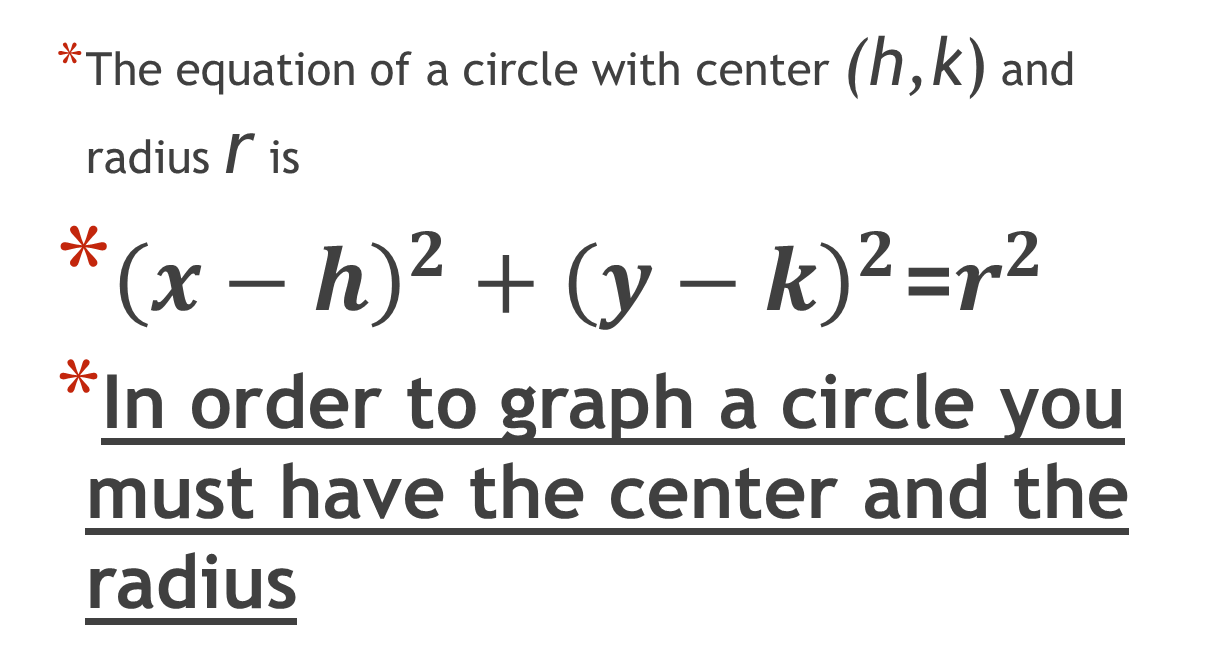 *The equation of a circle with center (h,k) and
radius r is
*(x − h)² + (y − k)²=r²
*In order to graph a circle you
must have the center and the
radius